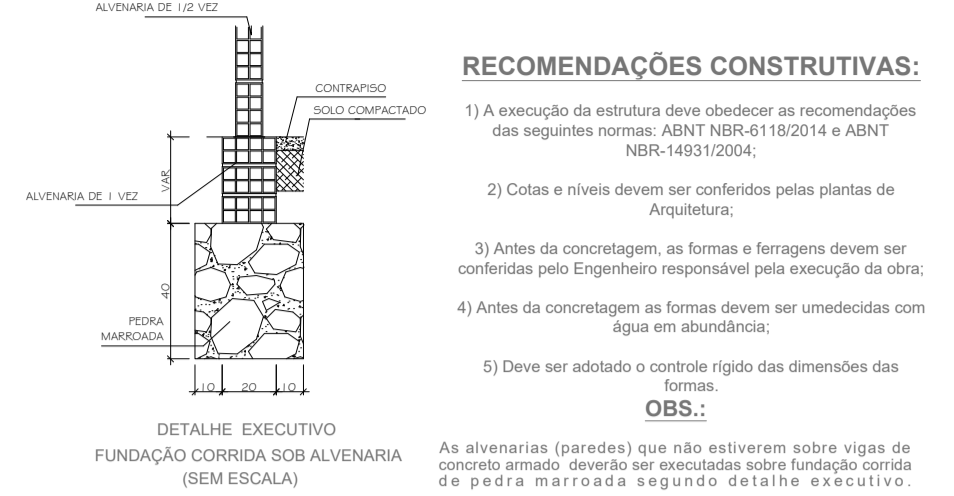 ALVENARIA DE 1/2 VEZ
CONTRAPISO
SOLO COMPACTADO
VAR
ALVENARIA DE 1 VEZ
40
PEDRA
MARROADA
10 20 10
DETALHE EXECUTIVO
FUNDAÇÃO CORRIDA SOB ALVENARIA
(SEM ESCALA)
RECOMENDAÇÕES CONSTRUTIVAS:
1) A execução da estrutura deve obedecer as recomendações
das seguintes normas: ABNT NBR-6118/2014 e ABNT
NBR-14931/2004;
2) Cotas e níveis devem ser conferidos pelas plantas de
Arquitetura;
3) Antes da concretagem, as formas e ferragens devem ser
conferidas pelo Engenheiro responsável pela execução da obra;
4) Antes da concretagem as formas devem ser umedecidas com
água em abundância;
5) Deve ser adotado o controle rígido das dimensões das
formas.
OBS.:
As alvenarias (paredes) que não estiverem sobre vigas de
concreto armado deverão ser executadas sobre fundação corrida
de pedra marroada segundo detalhe executivo.